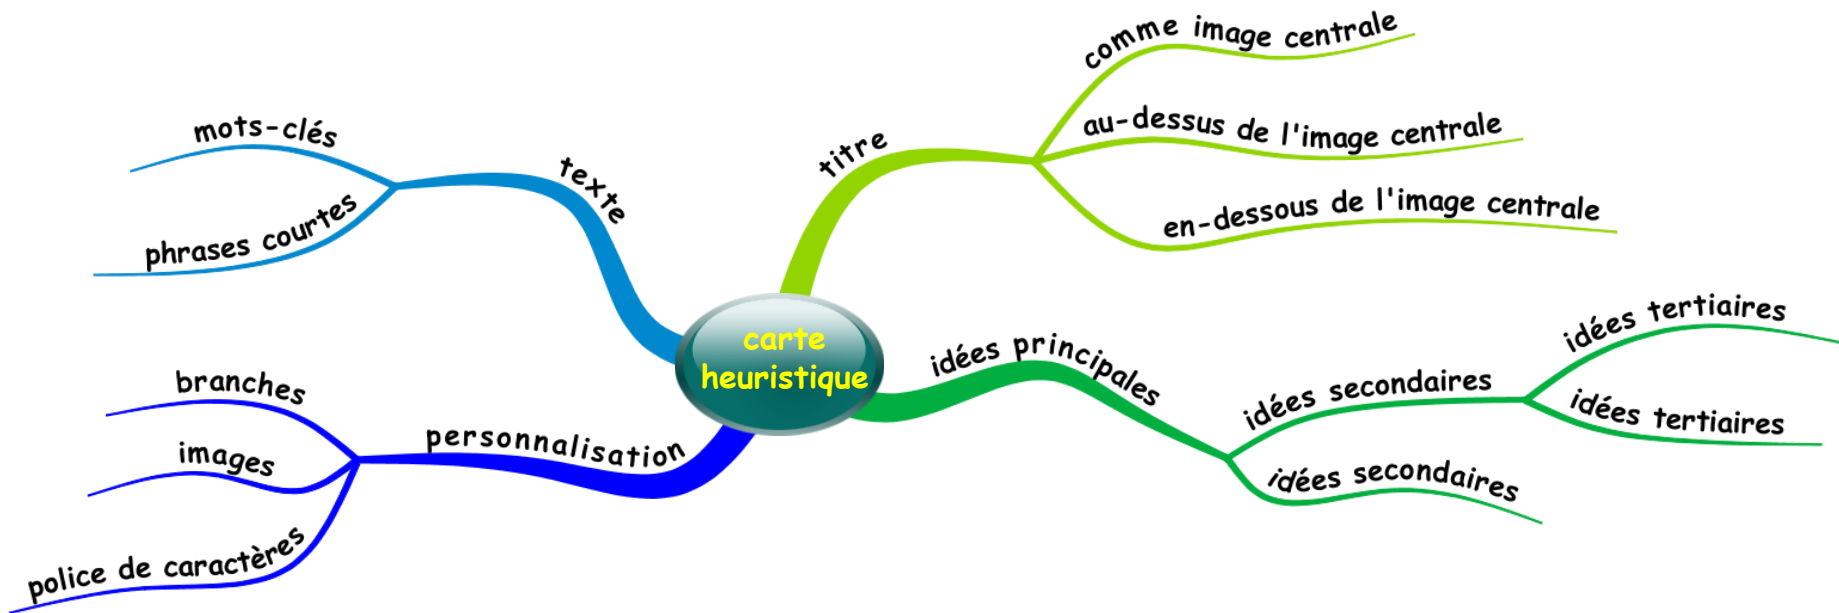 carte
heuristique
titre
comme image centrale
au-dessus de l'image centrale
en-dessous de l'image centrale
idées principales
idées secondaires
idées tertiaires
idées tertiaires
idées secondaires
personnalisation
branches
images
police de caractères
texte
mots-clés
phrases courtes